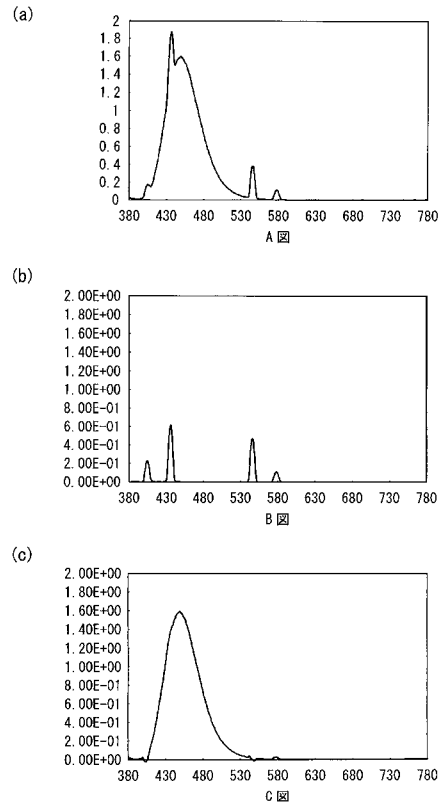 (a)
2
1.8
1.6
1.4
1.2
1
0.8
0.6
0.4
0.2
0
380 430 480 530 580 630 680 730 780
A 図
(b)
2.00E+00
1.80E+00
1.60E+00
1.40E+00
1.20E+00
1.00E+00
8.00E-01
6.00E-01
4.00E-01
2.00E-01
0.00E+00
380 430 480 530 580 630 680 730 780
B 図
(c)
2.00E+00
1.80E+00
1.60E+00
1.40E+00
1.20E+00
1.00E+00
8.00E-01
6.00E-01
4.00E-01
2.00E-01
0.00E+00
380 430 480 530 580 630 680 730 780
C 図